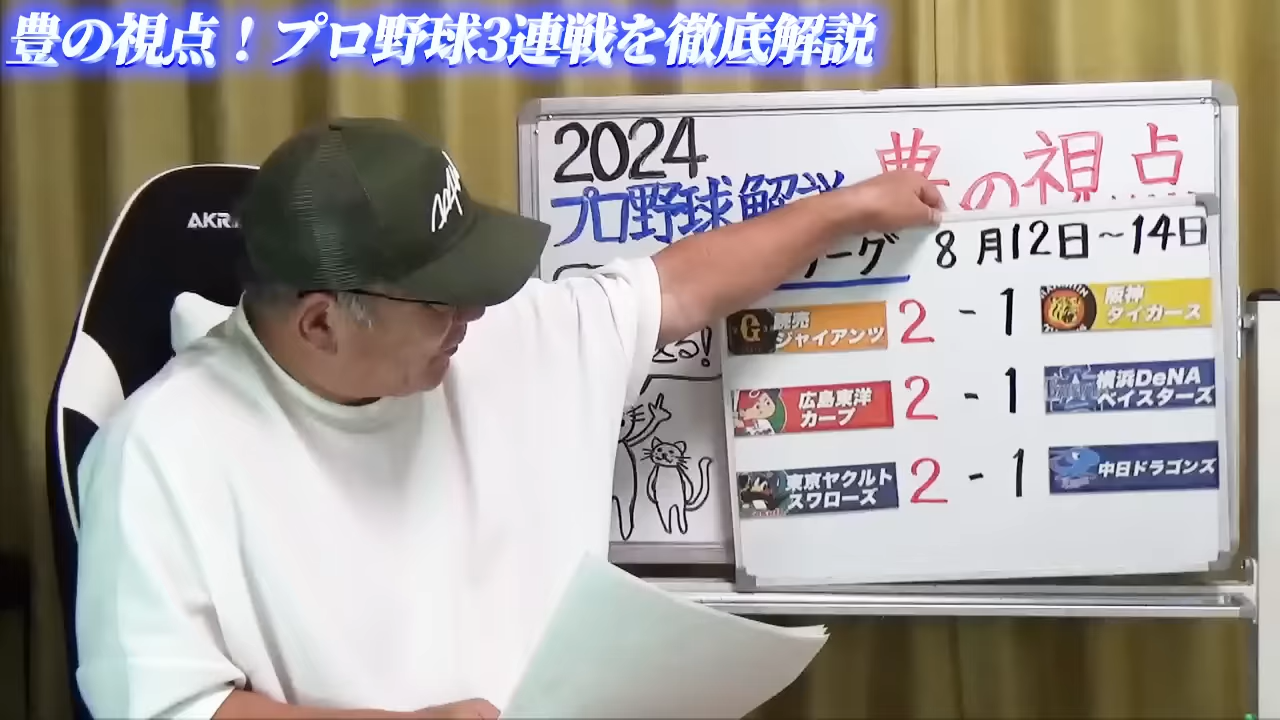 豊の視点！プロ野球3連戦を徹底解説
AKR
2024
プロ野球解説
豊の視点
リーグ 8月12日～14日
読売
ジャイアンツ
2 - 1
阪神
タイガース
広島東洋
カープ
2 - 1
横浜DeNA
ベイスターズ
東京ヤクルト
スワローズ
2 - 1
中日ドラゴンズ